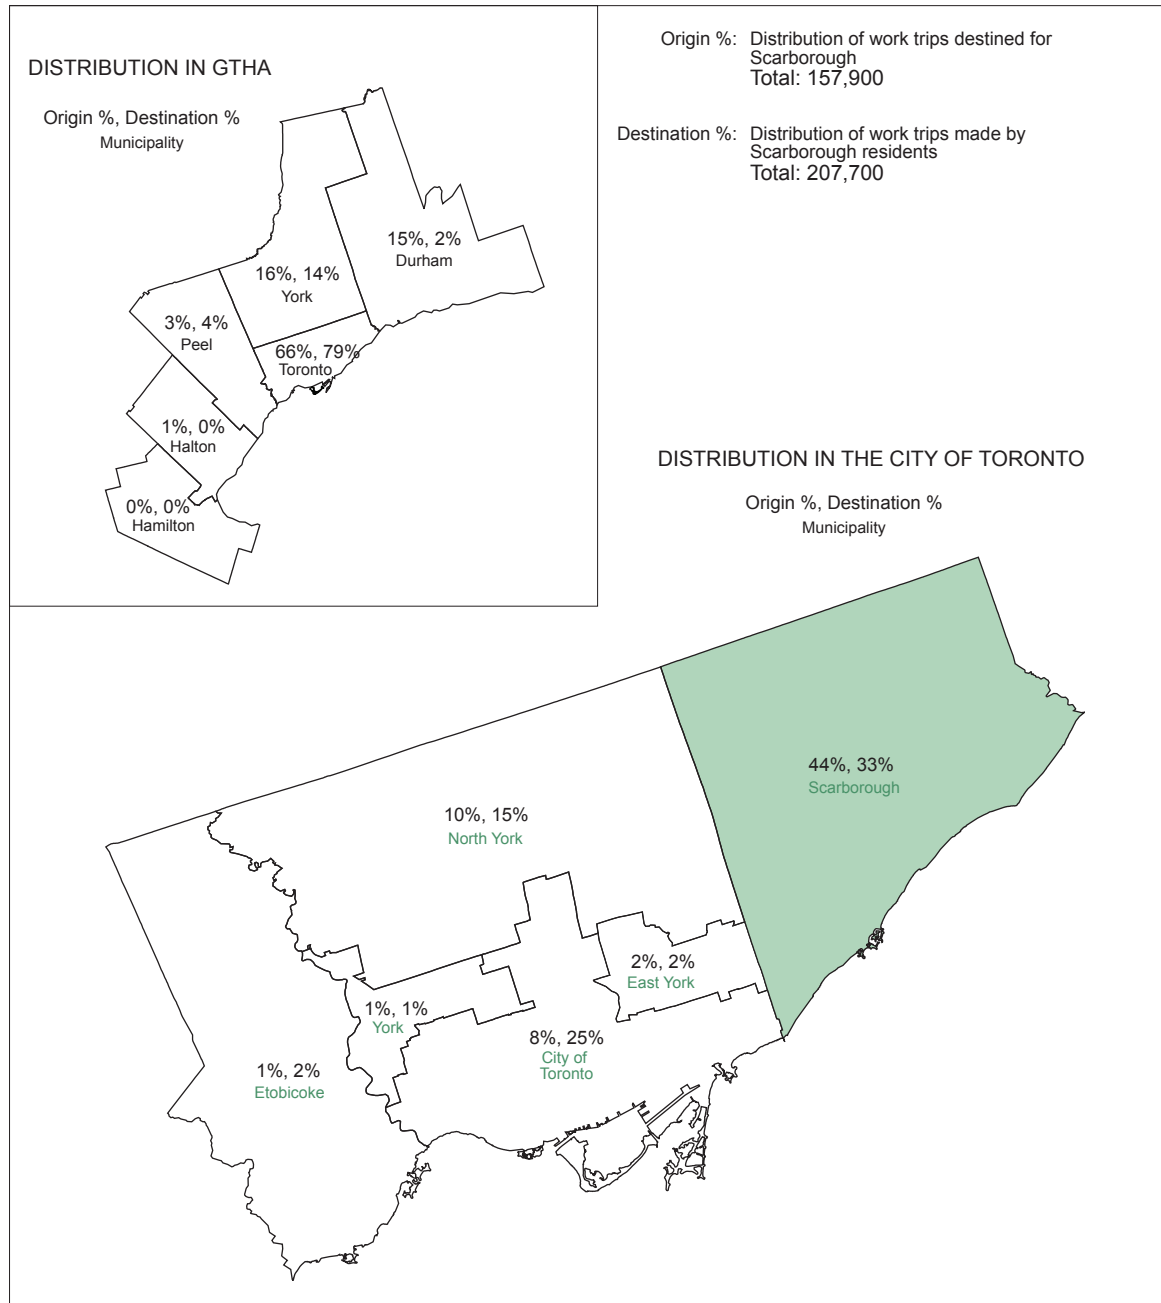 DISTRIBUTION IN GTHA
Origin %, Destination %
Municipality
15%, 2%
Durham
16%, 14%
York
3%, 4%
Peel
66%, 79%
Toronto
1%, 0%
Halton
0%, 0%
Hamilton
Origin %: Distribution of work trips destined for
Scarborough
Total: 157,900
Destination %: Distribution of work trips made by
Scarborough residents
Total: 207,700
DISTRIBUTION IN THE CITY OF TORONTO
Origin %, Destination %
Municipality
44%, 33%
Scarborough
10%, 15%
North York
2%, 2%
East York
1%, 1%
York
8%, 25%
City of
Toronto
1%, 2%
Etobicoke